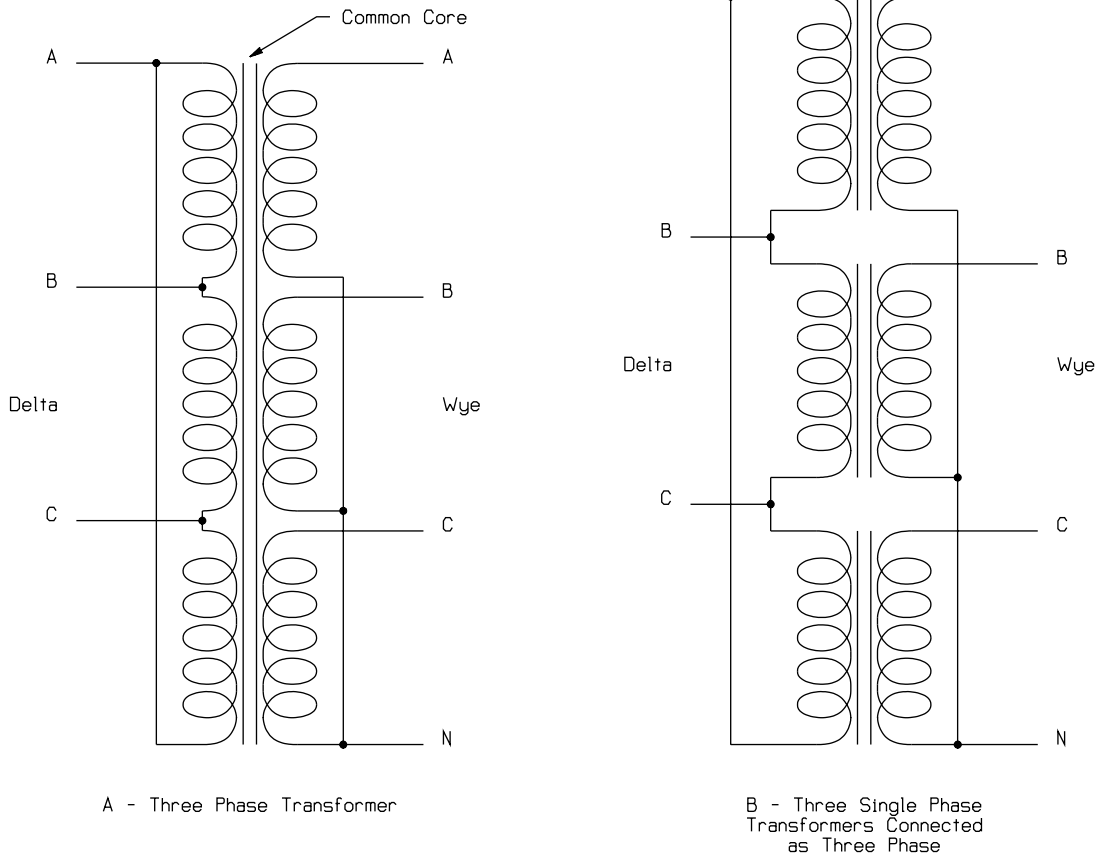 Common Core
A
A
B
B
Delta
Wye
C
C
N
A - Three Phase Transformer
B
B
Delta
Wye
C
C
N
B - Three Single Phase
Transformers Connected
as Three Phase